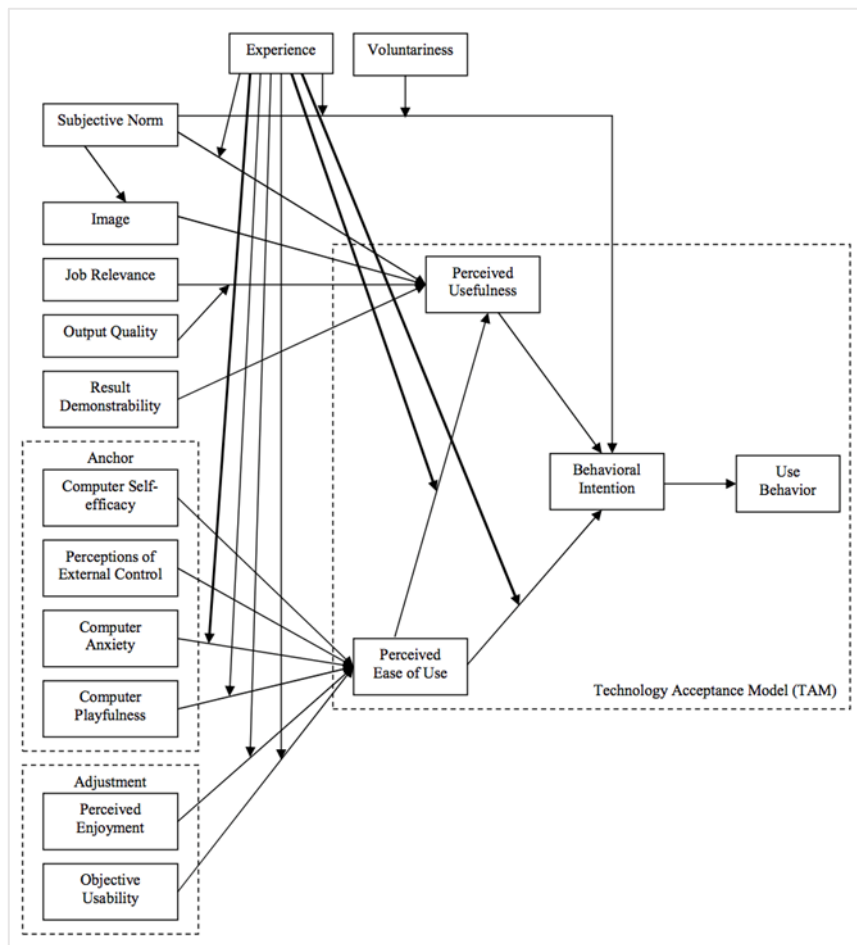 Experience
Voluntariness
Subjective Norm
Image
Job Relevance
Output Quality
Result
Demonstrability
Perceived
Usefulness
Anchor
Computer Self-
efficacy
Perceptions of
External Control
Computer
Anxiety
Computer
Playfulness
Behavioral
Intention
Use
Behavior
Perceived
Ease of Use
Technology Acceptance Model (TAM)
Adjustment
Perceived
Enjoyment
Objective
Usability